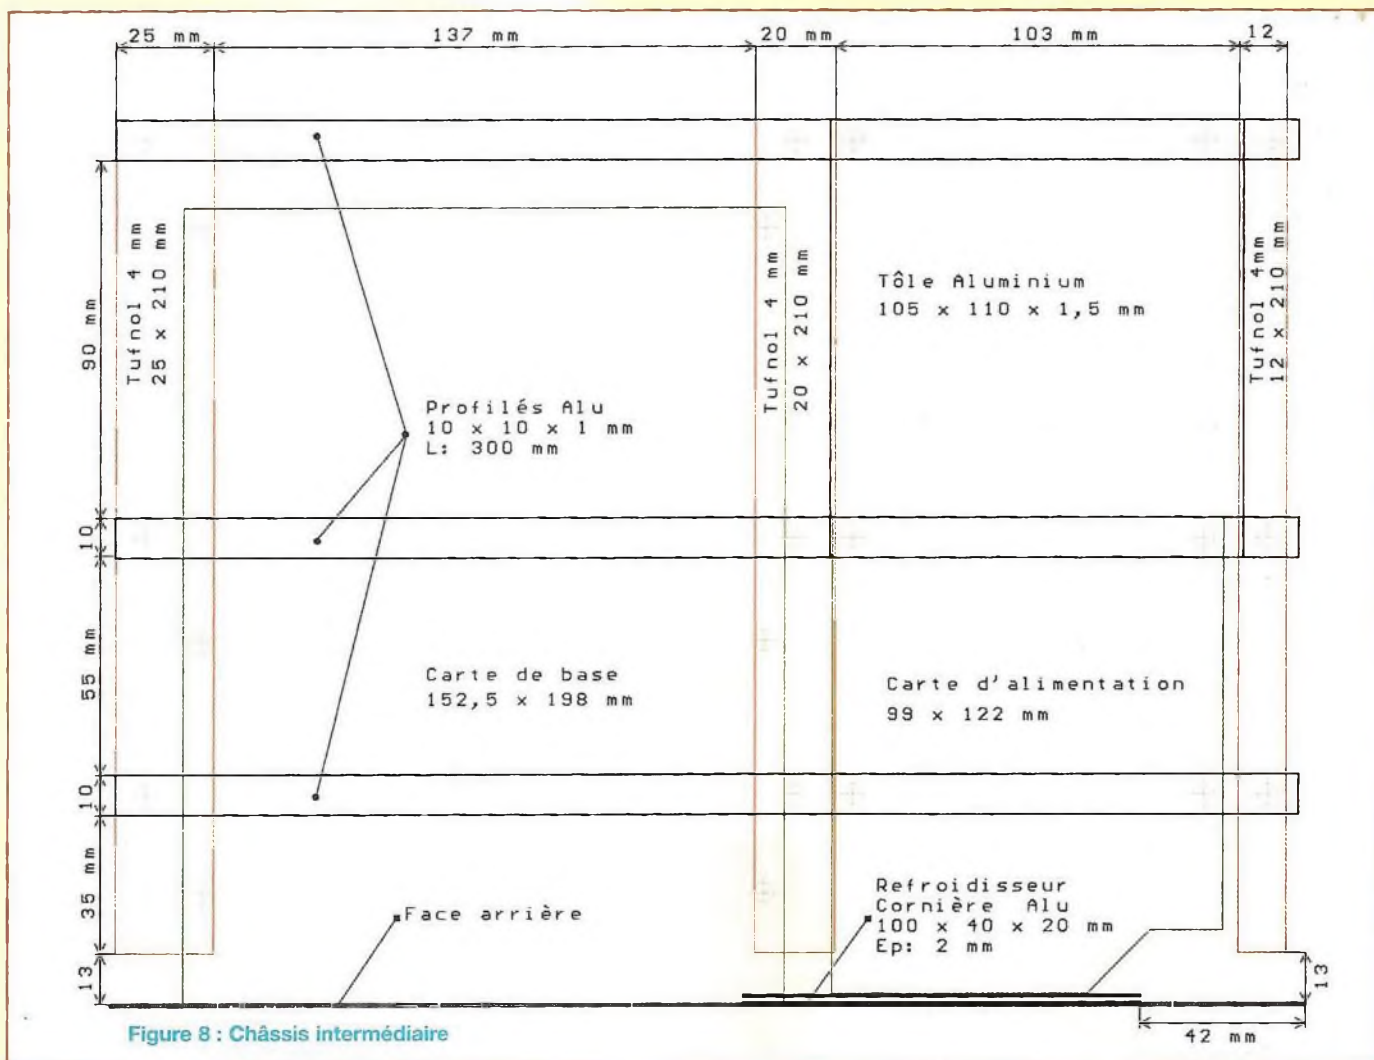 25 mm
137 mm
20 mm
103 mm
12
90 mm
Tufnol 4 mm
25 x 210 mm
Tufnol 4 mm
20 x 210 mm
Tôle Aluminium
105 x 110 x 1,5 mm
Tufnol 4mm
12 x 210 mm
Profilés Alu
10 x 10 x 1 mm
L: 300 mm
10
55 mm
Carte de base
152,5 x 198 mm
Carte d'alimentation
99 x 122 mm
10
35 mm
Face arrière
Refroidisseur
Cornière Alu
100 x 40 x 20 mm
Ep: 2 mm
13
13
42 mm
Figure 8 : Châssis intermédiaire